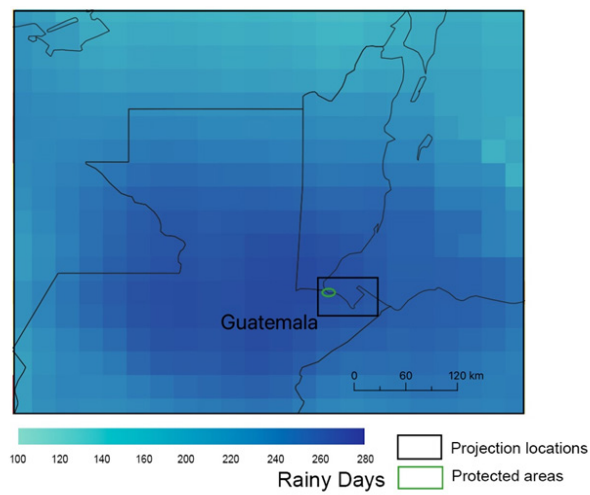 Guatemala
0 60 120 km
100 120 140 160 200 220 240 260 280
Rainy Days
Projection locations
Protected areas